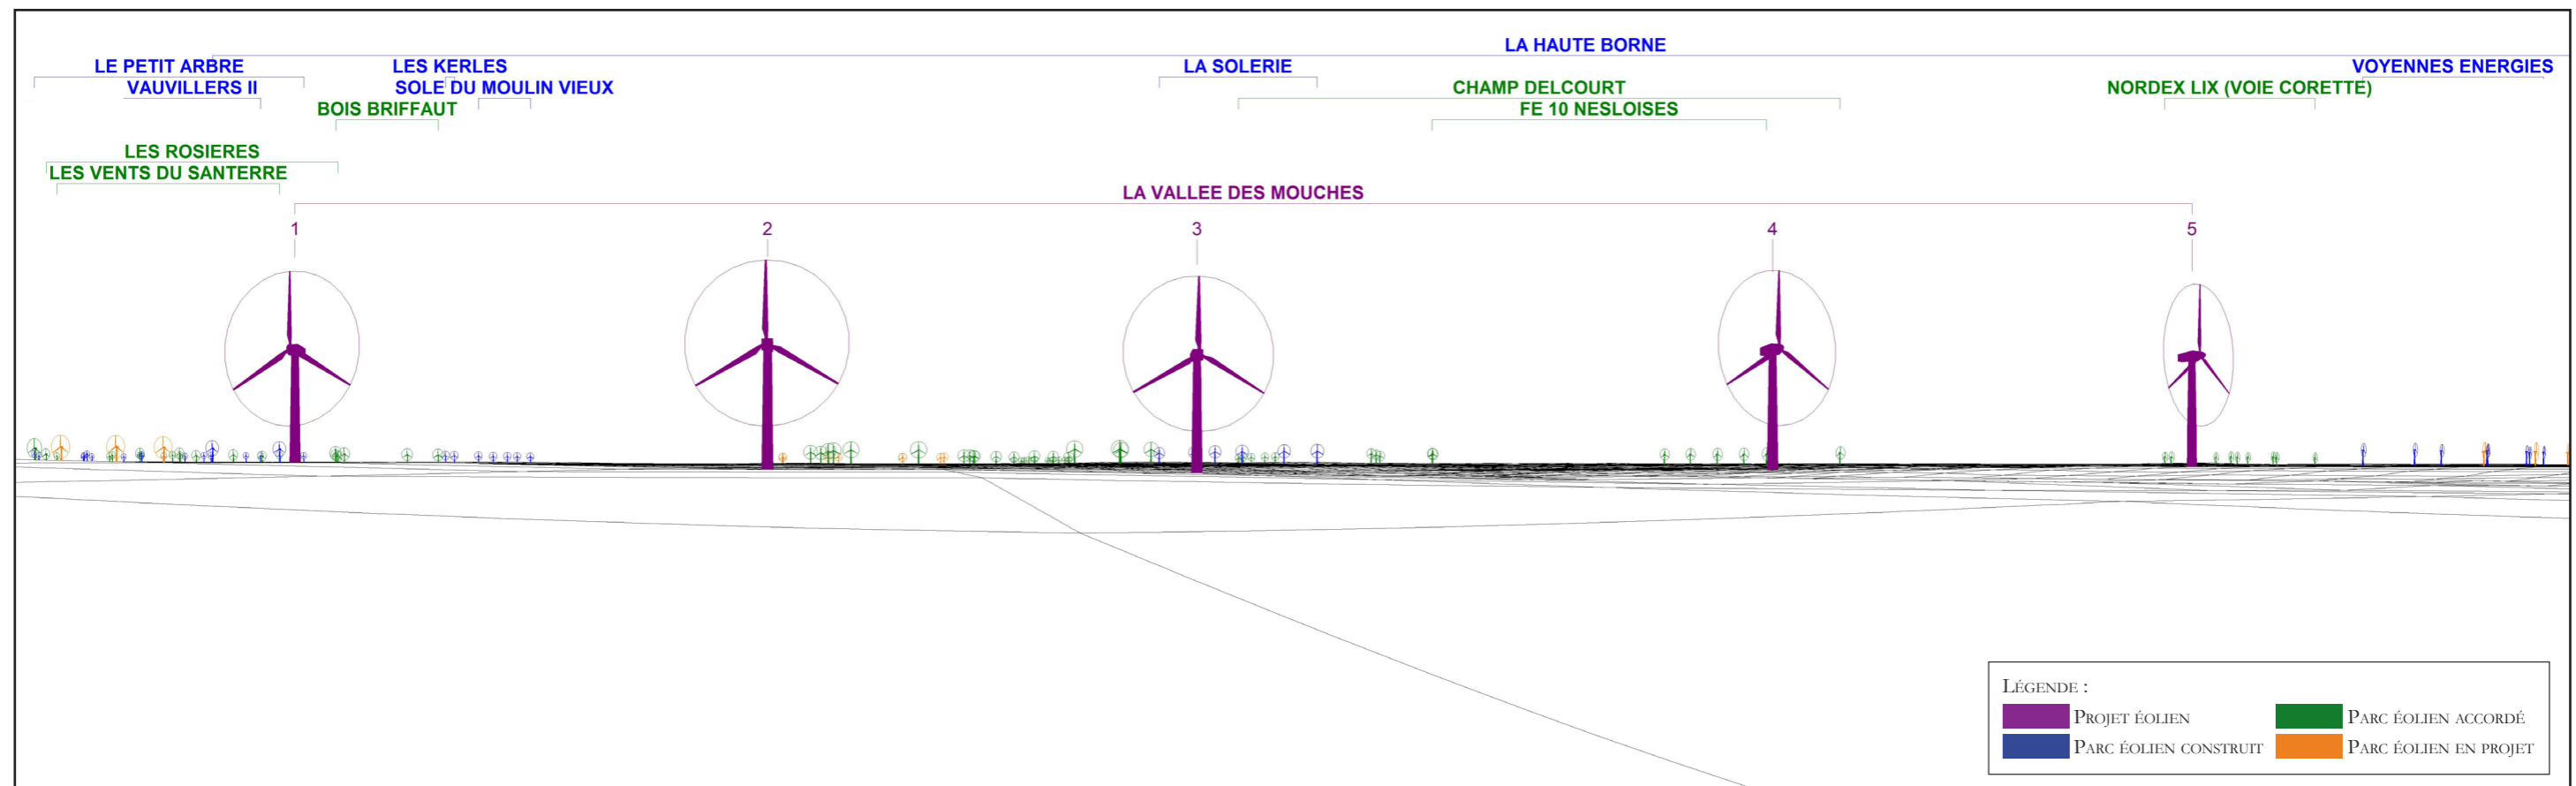 LA HAUTE BORNE
LE PETIT ARBRE
LES KERLES
LA SOLERIE
VOYENNES ENERGIES
VAUVILLERS II
SOLE DU MOULIN VIEUX
CHAMP DELCOURT
NORDEX LIX (VOIE CORETTE)
BOIS BRIFFAUT
FE 10 NESLOISES
LES ROSIERES
LES VENTS DU SANTERRE
LA VALLEE DES MOUCHES
1
2
3
4
5
LÉGENDE :
PROJET ÉOLIEN
PARC ÉOLIEN ACCORDÉ
PARC ÉOLIEN CONSTRUIT
PARC ÉOLIEN EN PROJET